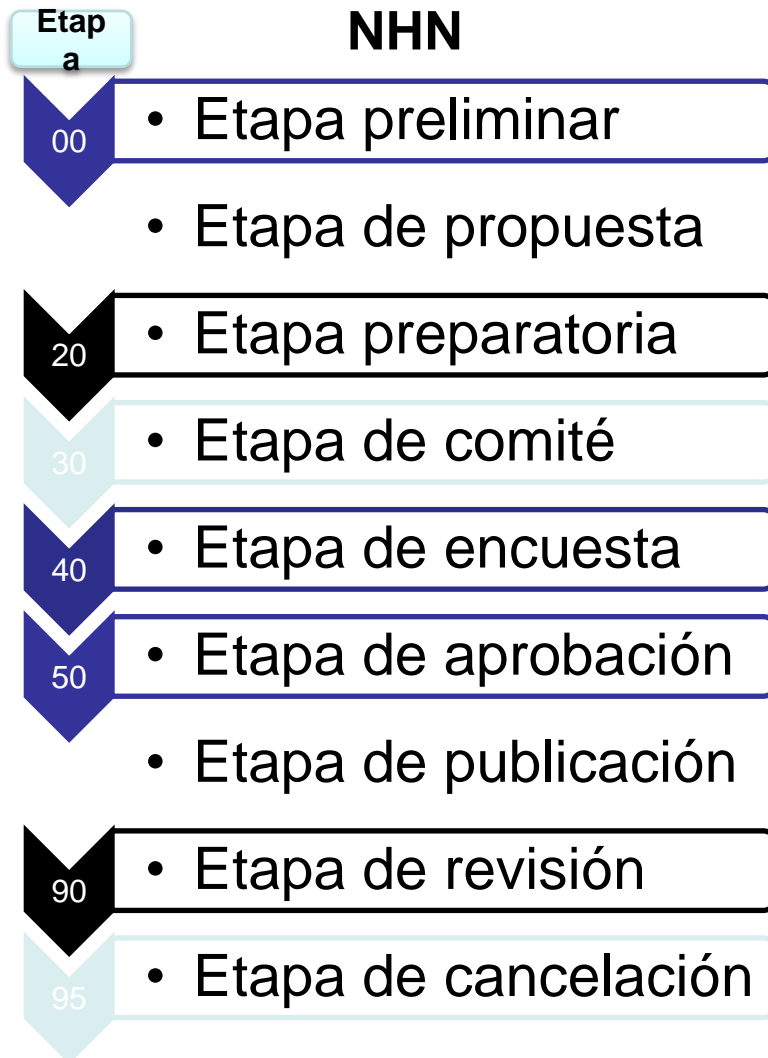 Etap
a
NHN
00
• Etapa preliminar
• Etapa de propuesta
20
• Etapa preparatoria
30
• Etapa de comité
40
• Etapa de encuesta
50
• Etapa de aprobación
• Etapa de publicación
90
• Etapa de revisión
95
• Etapa de cancelación